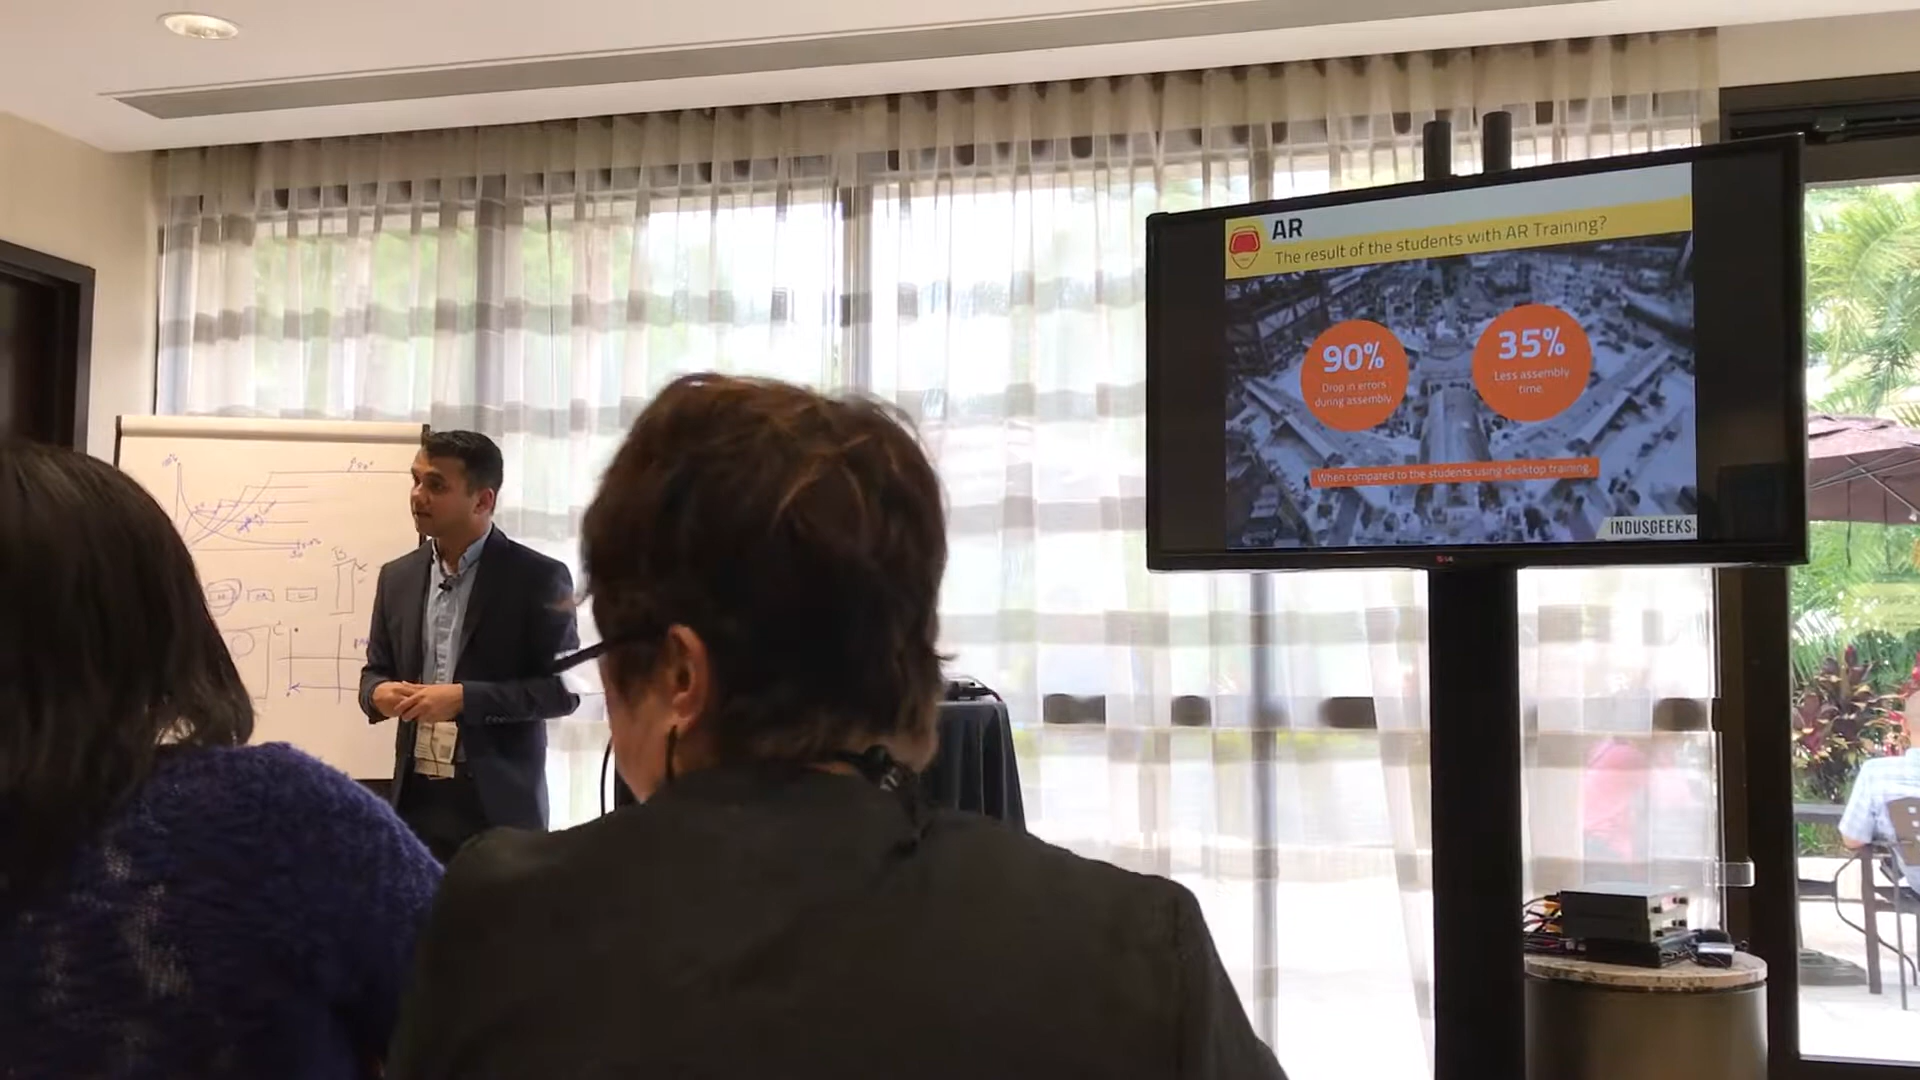 AR
The result of the students with AR Training?
90%
Drop in errors
during assembly.
35%
Less assembly
time.
When compared to the students using desktop training.
INDUSGEEKS
LG